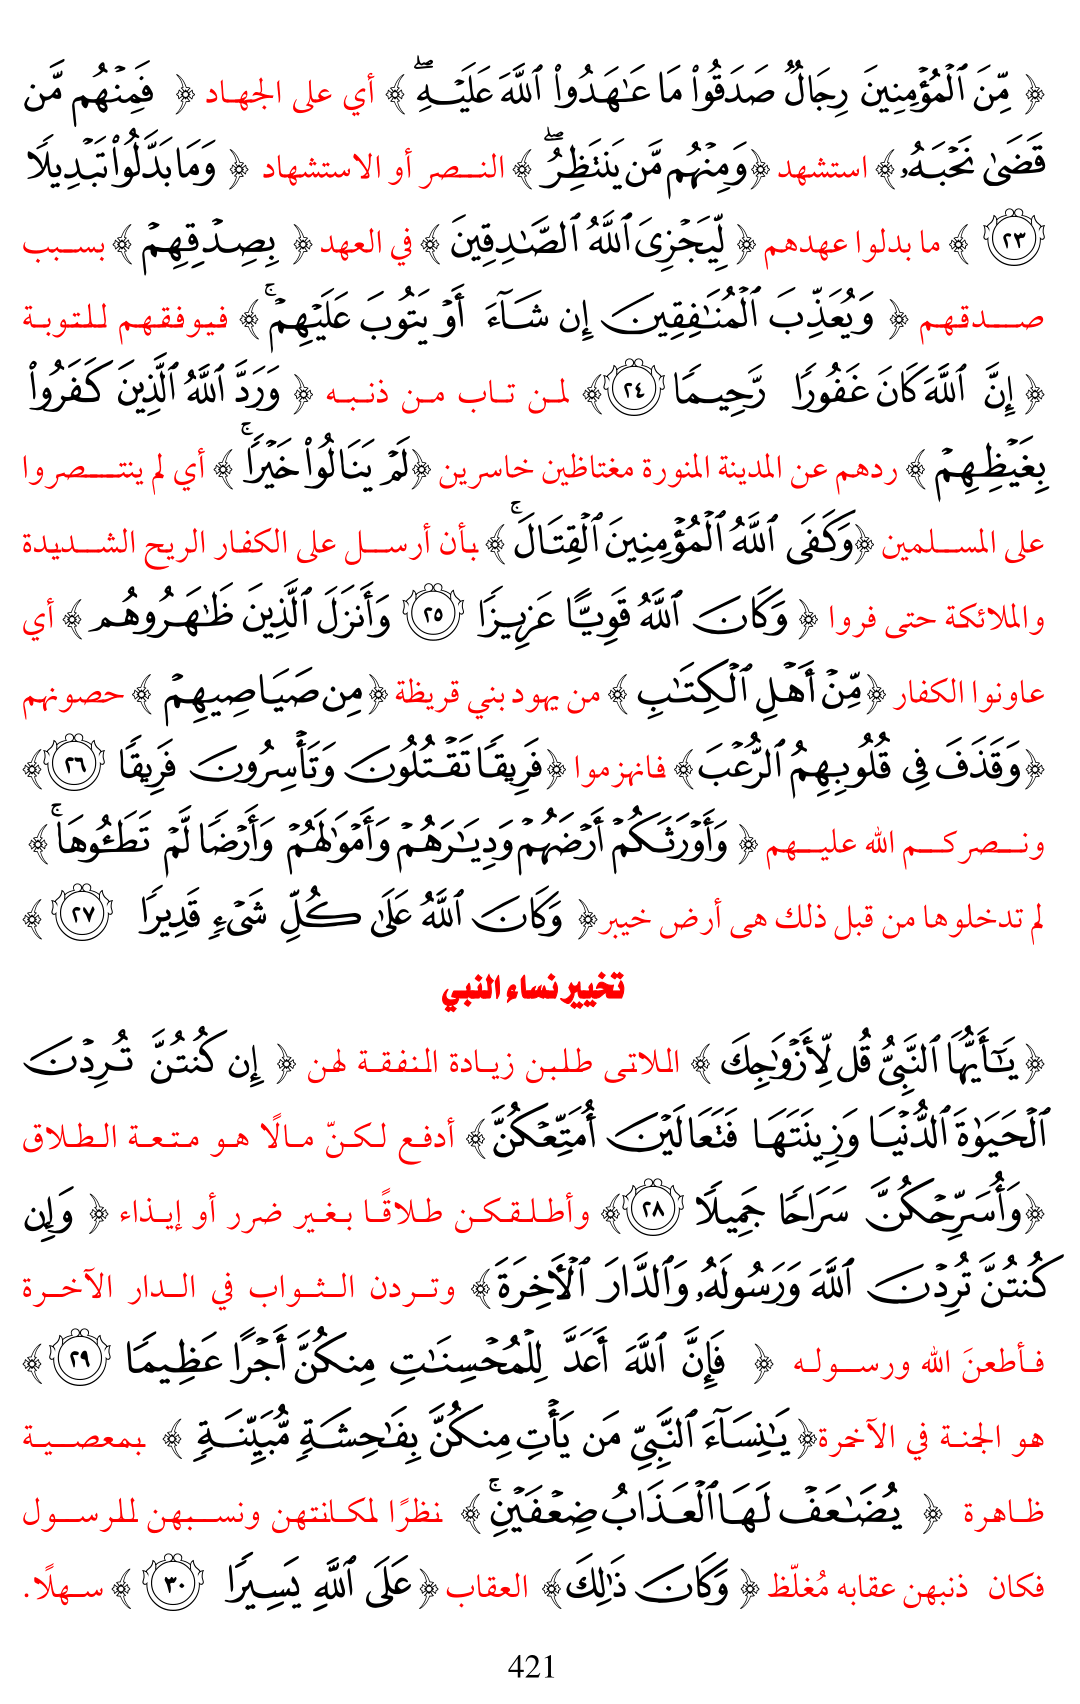 ﴿ مِّنَ ٱلْمُؤْمِنِينَ رِجَالٌ صَدَقُوا۟ مَا عَـٰهَدُوا۟ ٱللَّهَ عَلَيْهِ ۖ ﴾ أي على الجهاد ﴿ فَمِنْهُم مَّن
قَضَىٰ نَحْبَهُۥ ﴾ استشهد ﴿ وَمِنْهُم مَّن يَنتَظِرُ ۖ ﴾ النصر أو الاستشهاد ﴿ وَمَا بَدَّلُوا۟ تَبْدِيلًا
٢٣ ﴾ ما بدلوا عهدهم ﴿ لِّيَجْزِىَ ٱللَّهُ ٱلصَّـٰدِقِينَ ﴾ في العهد ﴿ بِصِدْقِهِمْ ﴾ بسبب
صدقهم ﴿ وَيُعَذِّبَ ٱلْمُنَـٰفِقِينَ إِن شَآءَ أَوْ يَتُوبَ عَلَيْهِمْ ۚ ﴾ فيوفقهم للتوبة
﴿ إِنَّ ٱللَّهَ كَانَ غَفُورًا رَّحِيمًا ٢٤ ﴾ لمن تاب من ذنبه ﴿ وَرَدَّ ٱللَّهُ ٱلَّذِينَ كَفَرُوا۟
بِغَيْظِهِمْ ﴾ ردهم عن المدينة المنورة مغتاظين خاسرين ﴿ لَمْ يَنَالُوا۟ خَيْرًا ۚ ﴾ أي لم ينتصروا
على المسلمين ﴿ وَكَفَى ٱللَّهُ ٱلْمُؤْمِنِينَ ٱلْقِتَالَ ۚ ﴾ بأن أرسل على الكفار الريح الشديدة
والملائكة حتى فروا ﴿ وَكَانَ ٱللَّهُ قَوِيًّا عَزِيزًا ٢٥ وَأَنزَلَ ٱلَّذِينَ ظَـٰهَرُوهُم ﴾ أي
عاونوا الكفار ﴿ مِّنْ أَهْلِ ٱلْكِتَـٰبِ ﴾ من يهود بني قريظة ﴿ مِن صَيَاصِيهِمْ ﴾ حصونهم
﴿ وَقَذَفَ فِى قُلُوبِهِمُ ٱلرُّعْبَ ﴾ فانهزموا ﴿ فَرِيقًا تَقْتُلُونَ وَتَأْسِرُونَ فَرِيقًا ٢٦ ﴾
ونصركم الله عليهم ﴿ وَأَوْرَثَكُمْ أَرْضَهُمْ وَدِيَـٰرَهُمْ وَأَمْوَٰلَهُمْ وَأَرْضًا لَّمْ تَطَـُٔوهَا ۚ ﴾
لم تدخلوها من قبل ذلك هى أرض خيبر ﴿ وَكَانَ ٱللَّهُ عَلَىٰ كُلِّ شَىْءٍ قَدِيرًا ٢٧ ﴾
تخيير نساء النبي
﴿ يَـٰٓأَيُّهَا ٱلنَّبِىُّ قُل لِّأَزْوَٰجِكَ ﴾ اللاتى طلبن زيادة النفقة لهن ﴿ إِن كُنتُنَّ تُرِدْنَ
ٱلْحَيَوٰةَ ٱلدُّنْيَا وَزِينَتَهَا فَتَعَالَيْنَ أُمَتِّعْكُنَّ ﴾ أدفع لكنّ مالًا هو متعة الطلاق
﴿ وَأُسَرِّحْكُنَّ سَرَاحًا جَمِيلًا ٢٨ ﴾ وأطلقكن طلاقًا بغير ضرر أو إيذاء ﴿ وَإِن
كُنتُنَّ تُرِدْنَ ٱللَّهَ وَرَسُولَهُۥ وَٱلدَّارَ ٱلْـَٔاخِرَةَ ﴾ وتردن الثواب في الدار الآخرة
فأطعنَ الله ورسوله ﴿ فَإِنَّ ٱللَّهَ أَعَدَّ لِلْمُحْسِنَـٰتِ مِنكُنَّ أَجْرًا عَظِيمًا ٢٩ ﴾
هو الجنة في الآخرة ﴿ يَـٰنِسَآءَ ٱلنَّبِىِّ مَن يَأْتِ مِنكُنَّ بِفَـٰحِشَةٍ مُّبَيِّنَةٍ ﴾ بمعصية
ظاهرة ﴿ يُضَـٰعَفْ لَهَا ٱلْعَذَابُ ضِعْفَيْنِ ۚ ﴾ نظرًا لمكانتهن ونسبهن للرسول
فكان ذنبهن عقابه مُغلّظ ﴿ وَكَانَ ذَٰلِكَ ﴾ العقاب ﴿ عَلَى ٱللَّهِ يَسِيرًا ٣٠ ﴾ سهلًا.
421